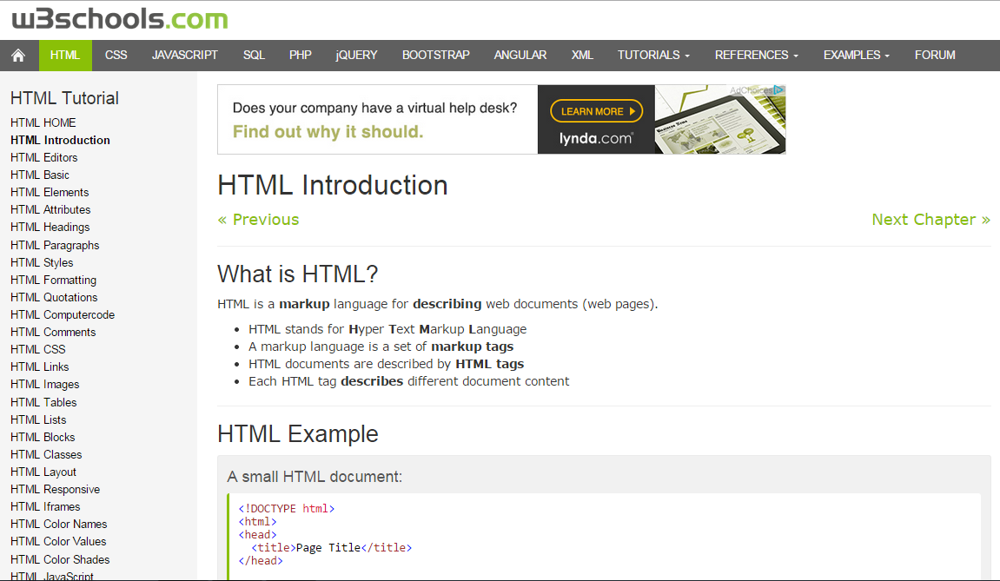 w3schools.com
HTML CSS JAVASCRIPT SQL PHP jQUERY BOOTSTRAP ANGULAR XML TUTORIALS REFERENCES EXAMPLES FORUM
HTML Tutorial
HTML HOME
HTML Introduction
HTML Editors
HTML Basic
HTML Elements
HTML Attributes
HTML Headings
HTML Paragraphs
HTML Styles
HTML Formatting
HTML Quotations
HTML Computercode
HTML Comments
HTML CSS
HTML Links
HTML Images
HTML Tables
HTML Lists
HTML Blocks
HTML Classes
HTML Layout
HTML Responsive
HTML Iframes
HTML Color Names
HTML Color Values
HTML Color Shades
HTML JavaScript
Does your company have a virtual help desk?
Find out why it should.
LEARN MORE
lynda.com
AdChoices
Business News
HTML Introduction
« Previous
Next Chapter »
What is HTML?
HTML is a markup language for describing web documents (web pages).
• HTML stands for Hyper Text Markup Language
• A markup language is a set of markup tags
• HTML documents are described by HTML tags
• Each HTML tag describes different document content
HTML Example
A small HTML document:
<!DOCTYPE html>
<html>
<head>
  <title>Page Title</title>
</head>